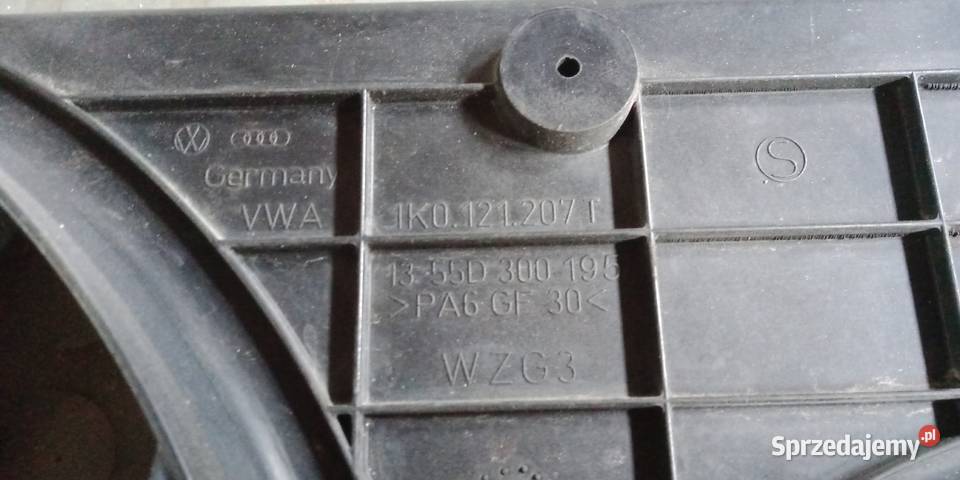 Germany
VWA
1K0.121.207 T
13-55D 300-195
>PA6 GF 30<
WZG3
S
Sprzedajemy.pl